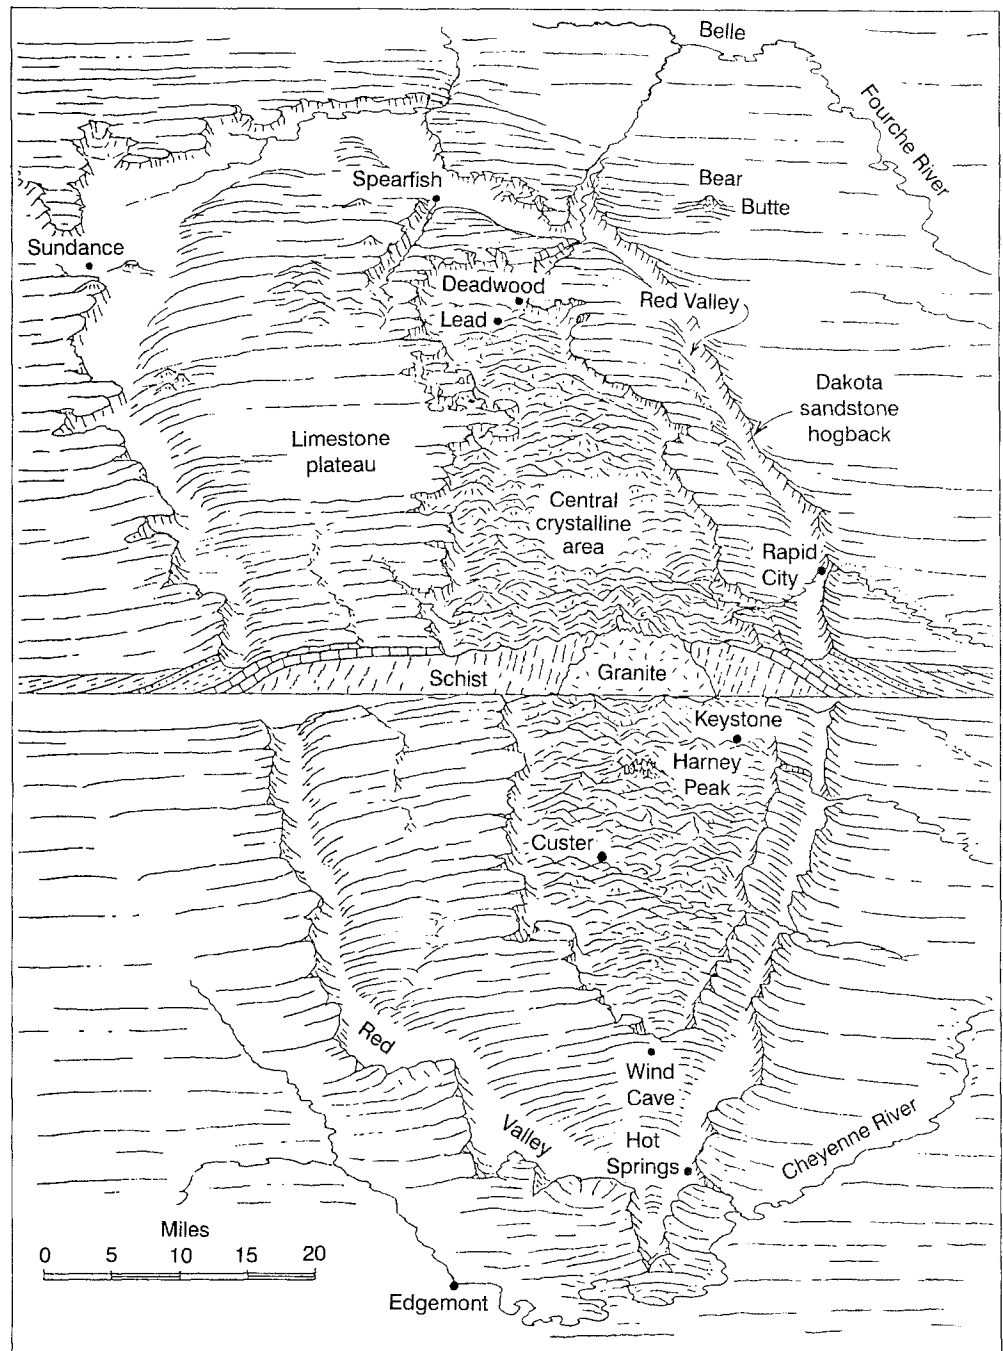 Belle
Fourche River
Spearfish
Bear
Butte
Sundance
Deadwood
Red Valley
Lead
Dakota
sandstone
hogback
Limestone
plateau
Central
crystalline
area
Rapid
City
Schist
Granite
Keystone
Harney
Peak
Custer
Red
Wind
Cave
Valley
Hot
Springs
Cheyenne River
Miles
0 5 10 15 20
Edgemont